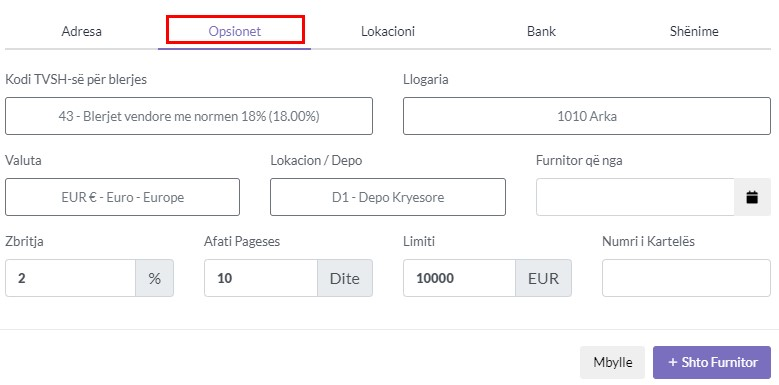 Adresa Opsionet Lokacioni Bank Shënime
Kodi TVSH-së për blerjes Llogaria
43 - Blerjet vendore me normen 18% (18.00%) 1010 Arka
Valuta Lokacion / Depo Furnitor që nga
EUR € - Euro - Europe D1 - Depo Kryesore
Zbritja Afati Pageses Limiti Numri i Kartelës
2 % 10 Dite 10000 EUR
Mbylle + Shto Furnitor